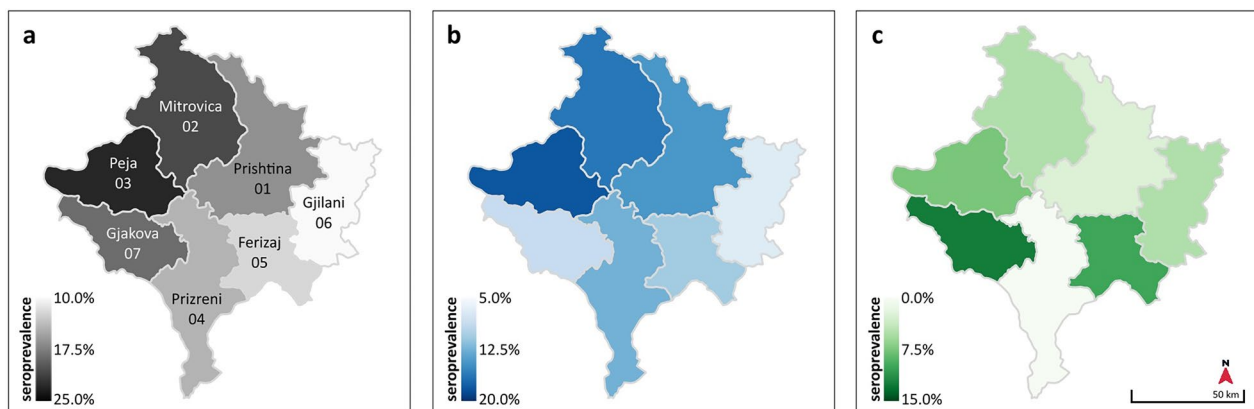 a
Mitrovica
02
Peja
03
Prishtina
01
Gjilani
06
Gjakova
07
Ferizaj
05
Prizreni
04
seroprevalence
10.0%
17.5%
25.0%
b
seroprevalence
5.0%
12.5%
20.0%
c
seroprevalence
0.0%
7.5%
15.0%
N
50 km